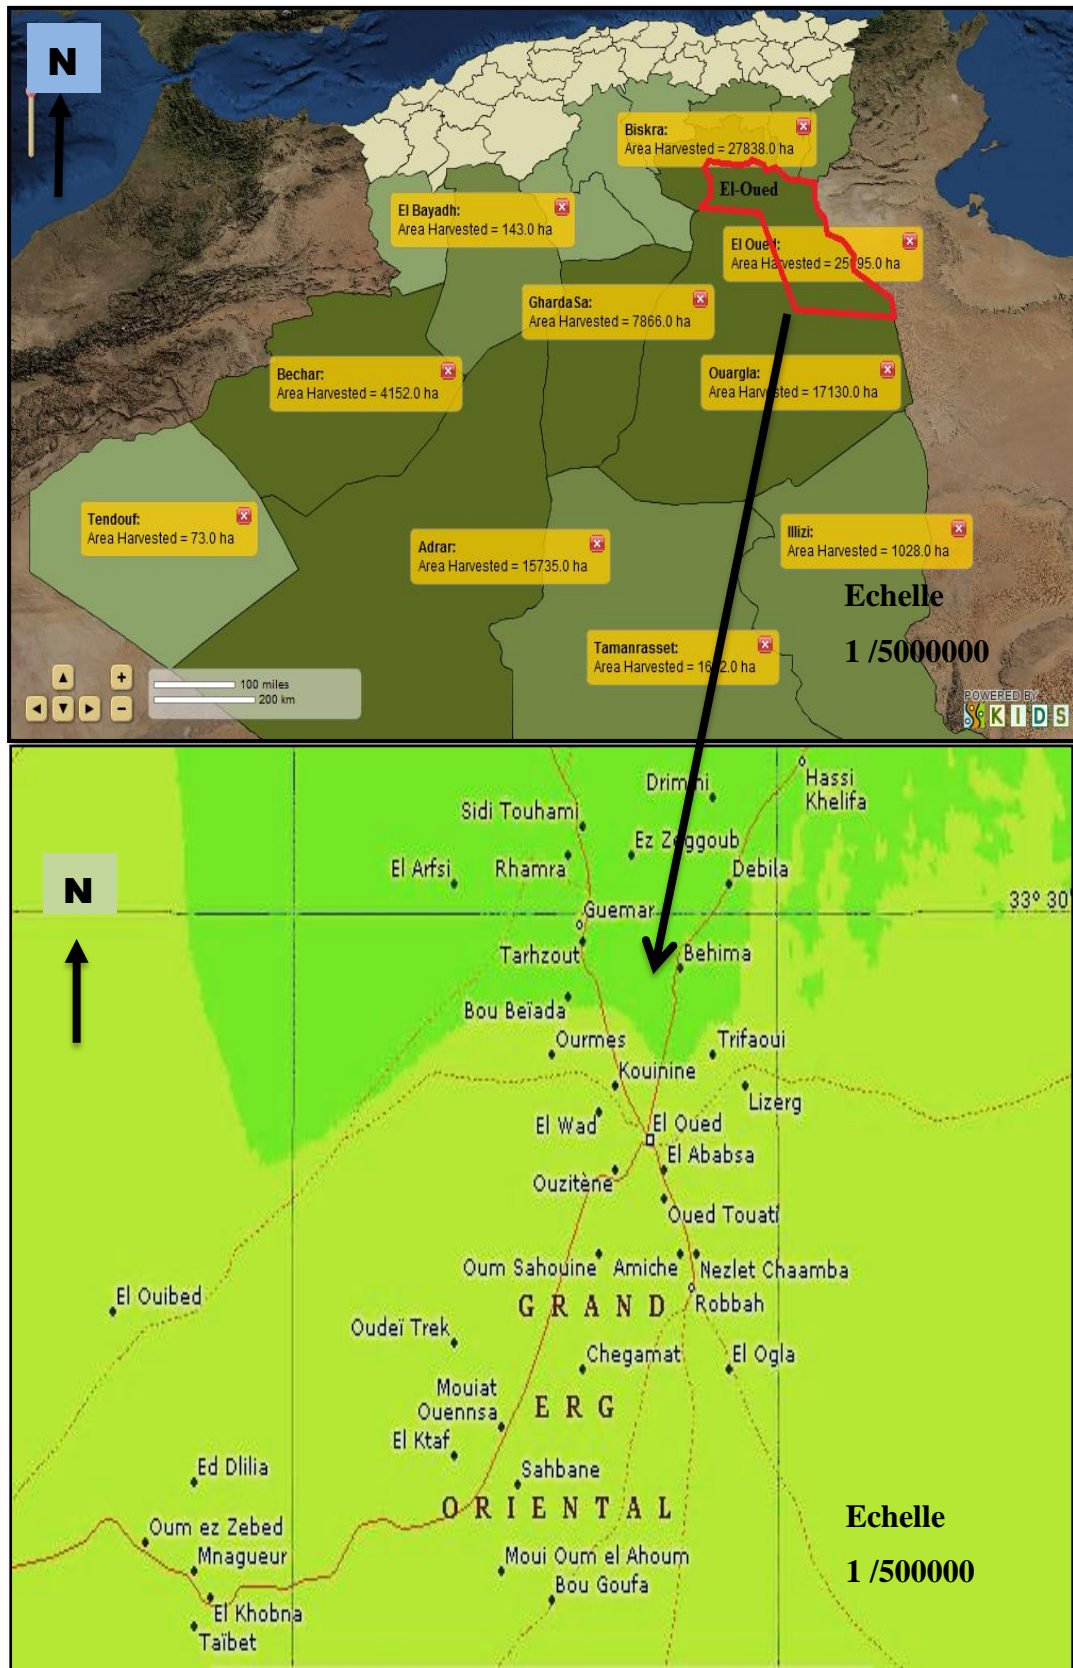 N
Biskra:
Area Harvested = 27838.0 ha
El-Oued
El Bayadh:
Area Harvested = 143.0 ha
El Oued:
Area Harvested = ha
GhardaSa:
Area Harvested = 7866.0 ha
Bechar:
Area Harvested = 4152.0 ha
Ouargla:
Area Harvested = 17130.0 ha
Tendouf:
Area Harvested = 73.0 ha
Adrar:
Area Harvested = 15735.0 ha
Illizi:
Area Harvested = 1028.0 ha
Echelle
1 /5000000
Tamanrasset:
Area Harvested = ha
100 miles
200 km
POWERED BY
KIDS
N
Drimini
Hassi
Khelifa
Sidi Touhami
Ez Zeggoub
El Arfsi
Rhamra
Debila
33° 30'
Guemar
Tarhzout
Behima
Bou Beïada
Ourmes
Trifaoui
Kouinine
Lizerg
El Wad
El Oued
El Ababsa
Ouzitène
Oued Touati
Oum Sahouine
Amiche
Nezlet Chaamba
El Ouibed
GRAND
Robbah
Oudeï Trek
Chegamat
El Ogla
Mouiat
Ouennsa
ERG
El Ktaf
Ed Dlilia
Sahbane
ORIENTAL
Echelle
1 /500000
Oum ez Zebed
Mnagueur
Moui Oum el Ahoum
Bou Goufa
El Khobna
Taïbet